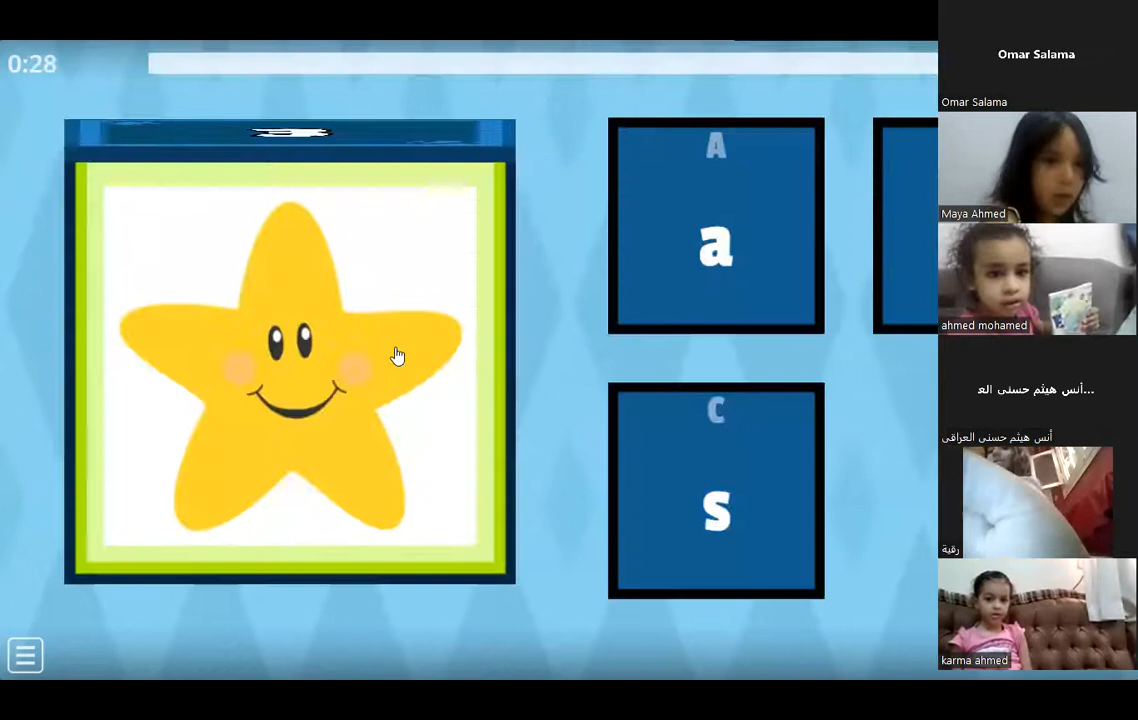 0:28
A
a
C
s
Omar Salama
Omar Salama
Maya Ahmed
ahmed mohamed
أنس هيثم حسنى الع...
أنس هيثم حسنى العراقى
رقية
karma ahmed